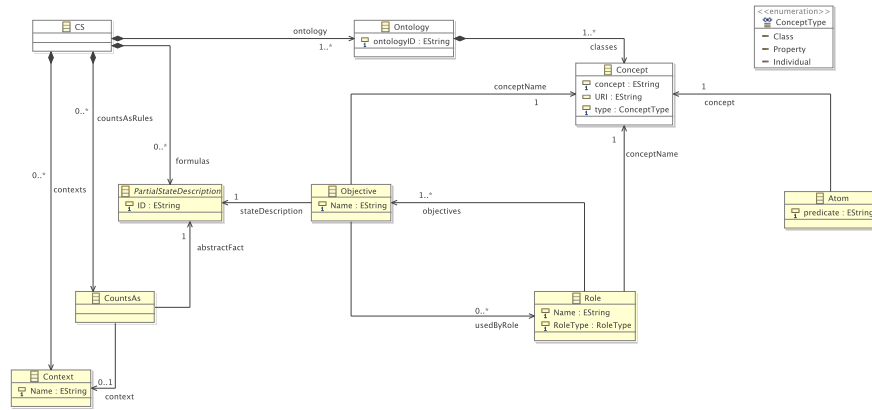 <<enumeration>>
ConceptType
Class
Property
Individual
CS
ontology
1..*
Ontology
ontologyID : EString
1..*
classes
Concept
concept : EString
URI : EString
type : ConceptType
conceptName
1
1
concept
0..*
countsAsRules
0..*
formulas
1
conceptName
0..*
contexts
PartialStateDescription
ID : EString
1
stateDescription
Objective
Name : EString
1..*
objectives
Atom
predicate : EString
1
abstractFact
CountsAs
0..*
usedByRole
Role
Name : EString
RoleType : RoleType
Context
Name : EString
0..1
context